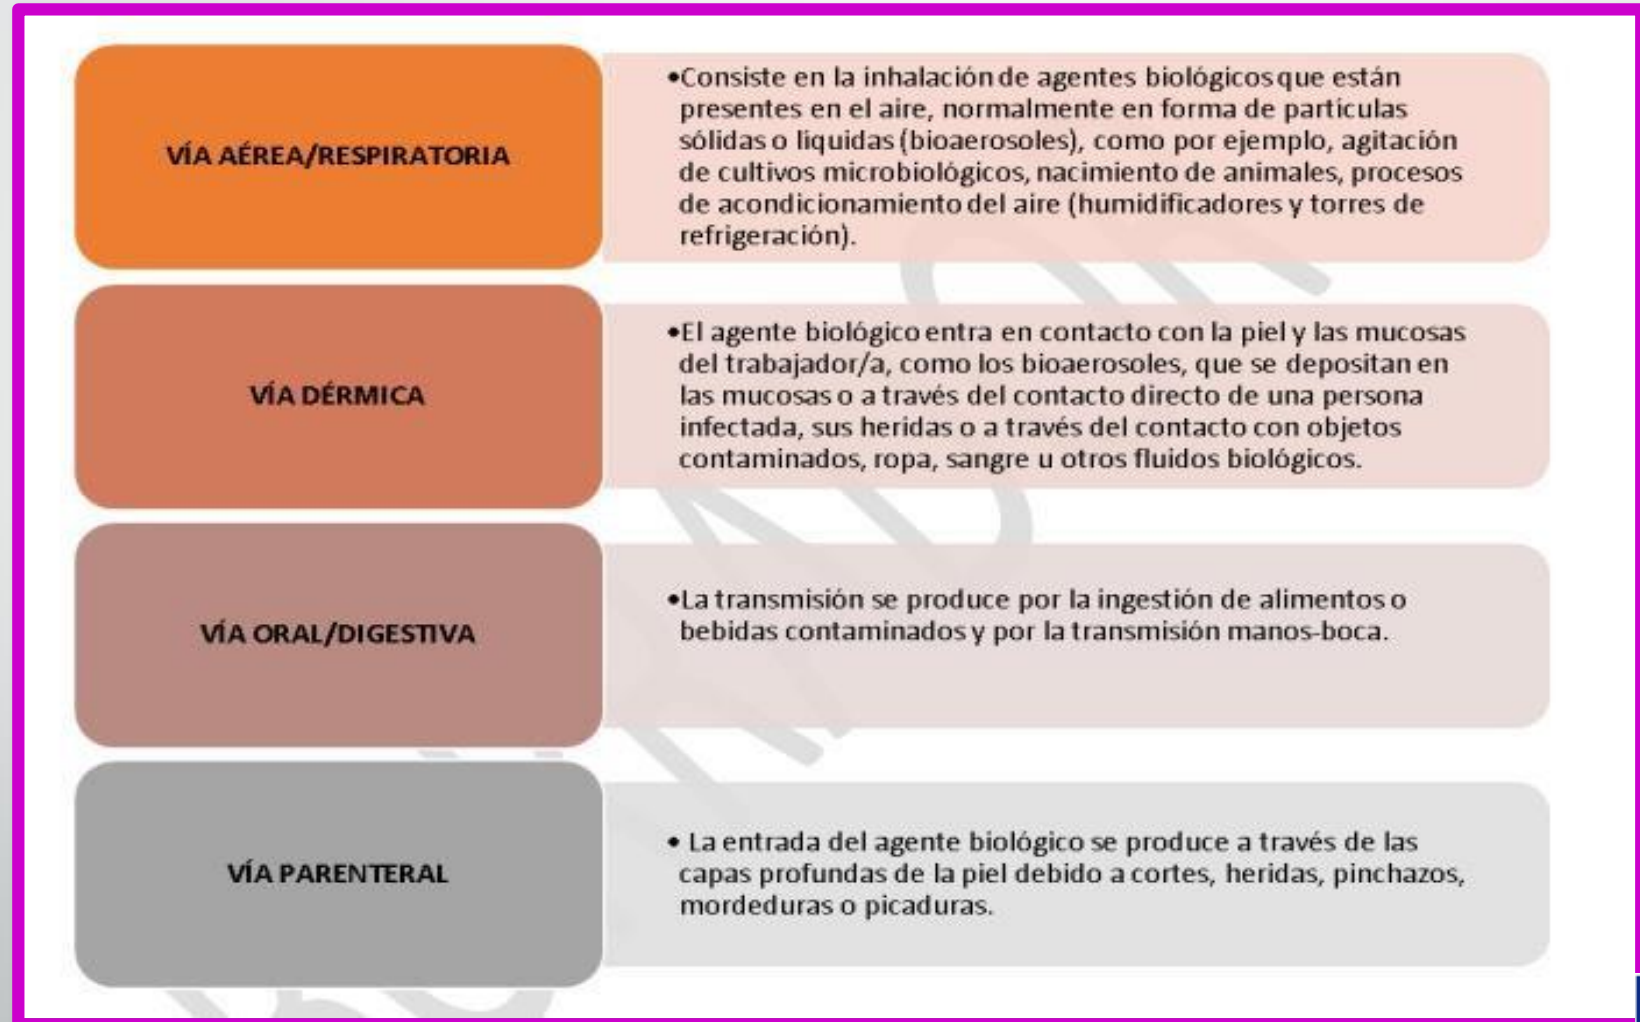 VÍA AÉREA/RESPIRATORIA
•Consiste en la inhalación de agentes biológicos que están
presentes en el aire, normalmente en forma de partículas
sólidas o liquidas (bioaerosoles), como por ejemplo, agitación
de cultivos microbiológicos, nacimiento de animales, procesos
de acondicionamiento del aire (humidificadores y torres de
refrigeración).
VÍA DÉRMICA
•El agente biológico entra en contacto con la piel y las mucosas
del trabajador/a, como los bioaerosoles, que se depositan en
las mucosas o a través del contacto directo de una persona
infectada, sus heridas o a través del contacto con objetos
contaminados, ropa, sangre u otros fluidos biológicos.
VÍA ORAL/DIGESTIVA
•La transmisión se produce por la ingestión de alimentos o
bebidas contaminados y por la transmisión manos-boca.
VÍA PARENTERAL
• La entrada del agente biológico se produce a través de las
capas profundas de la piel debido a cortes, heridas, pinchazos,
mordeduras o picaduras.